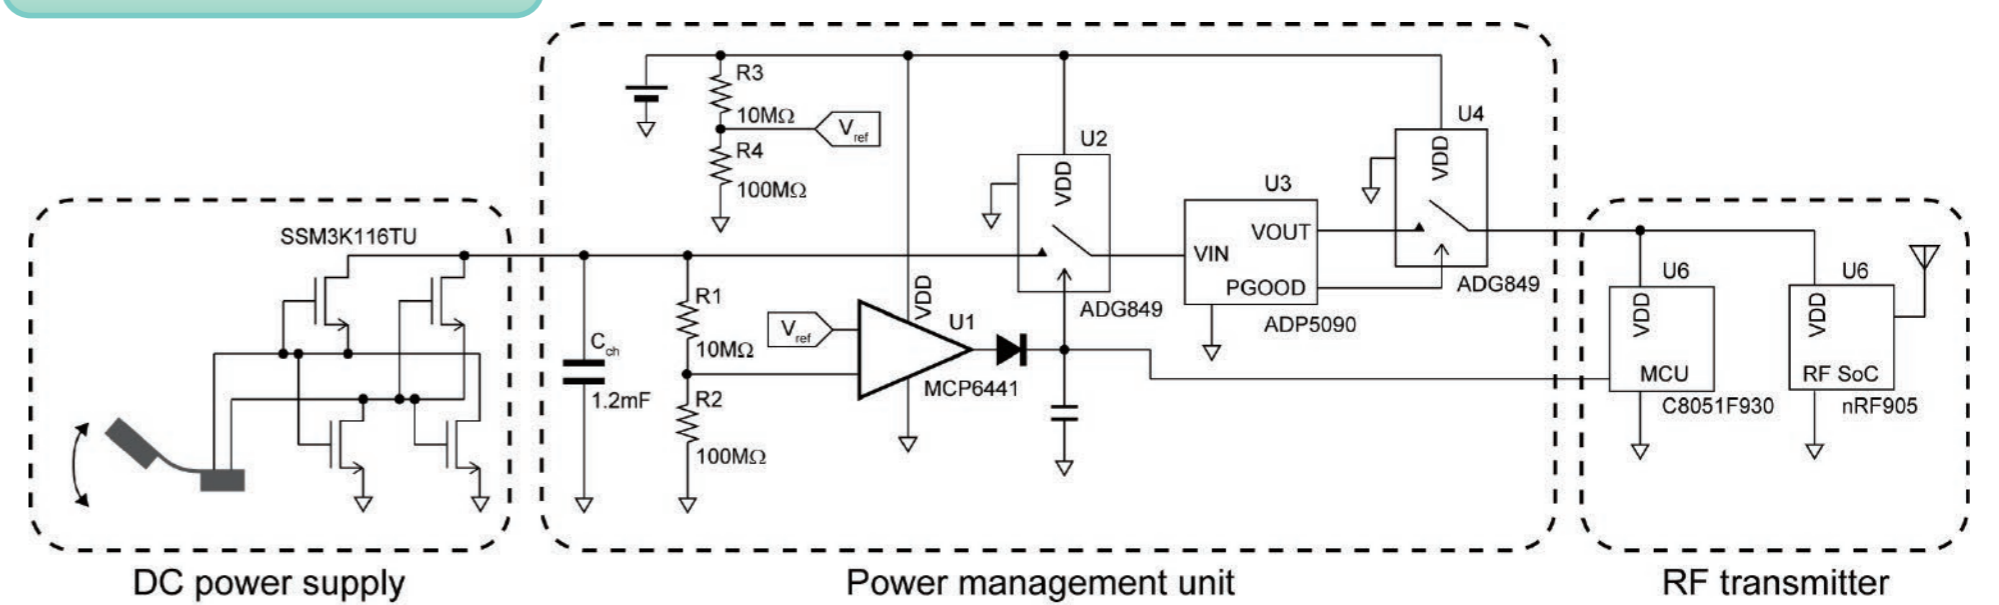 R3
10MΩ
Vref
R4
100MΩ
U2
VDD
ADG849
U4
VDD
ADG849
U3
VOUT
VIN
PGOOD
ADP5090
SSM3K116TU
Cch
1.2mF
R1
10MΩ
R2
100MΩ
Vref
VDD
U1
MCP6441
U6
VDD
MCU
C8051F930
U6
VDD
RF SoC
nRF905
DC power supply
Power management unit
RF transmitter